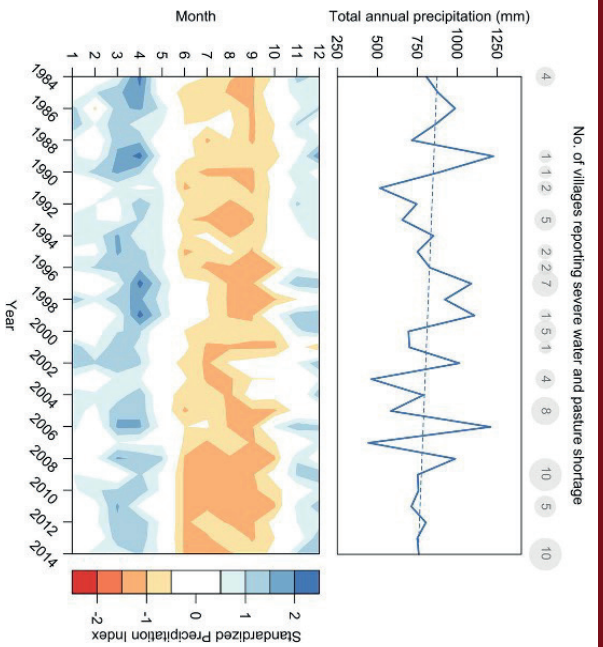 No. of villages reporting severe water and pasture shortage
4 1 1 2 5 2 2 7 1 5 1 4 8 10 5 10
Total annual precipitation (mm)
250 500 750 1000 1250
Month
1 2 3 4 5 6 7 8 9 10 11 12
1984 1986 1988 1990 1992 1994 1996 1998 2000 2002 2004 2006 2008 2010 2012 2014
Year
-2 -1 0 1 2
Standardized Precipitation Index